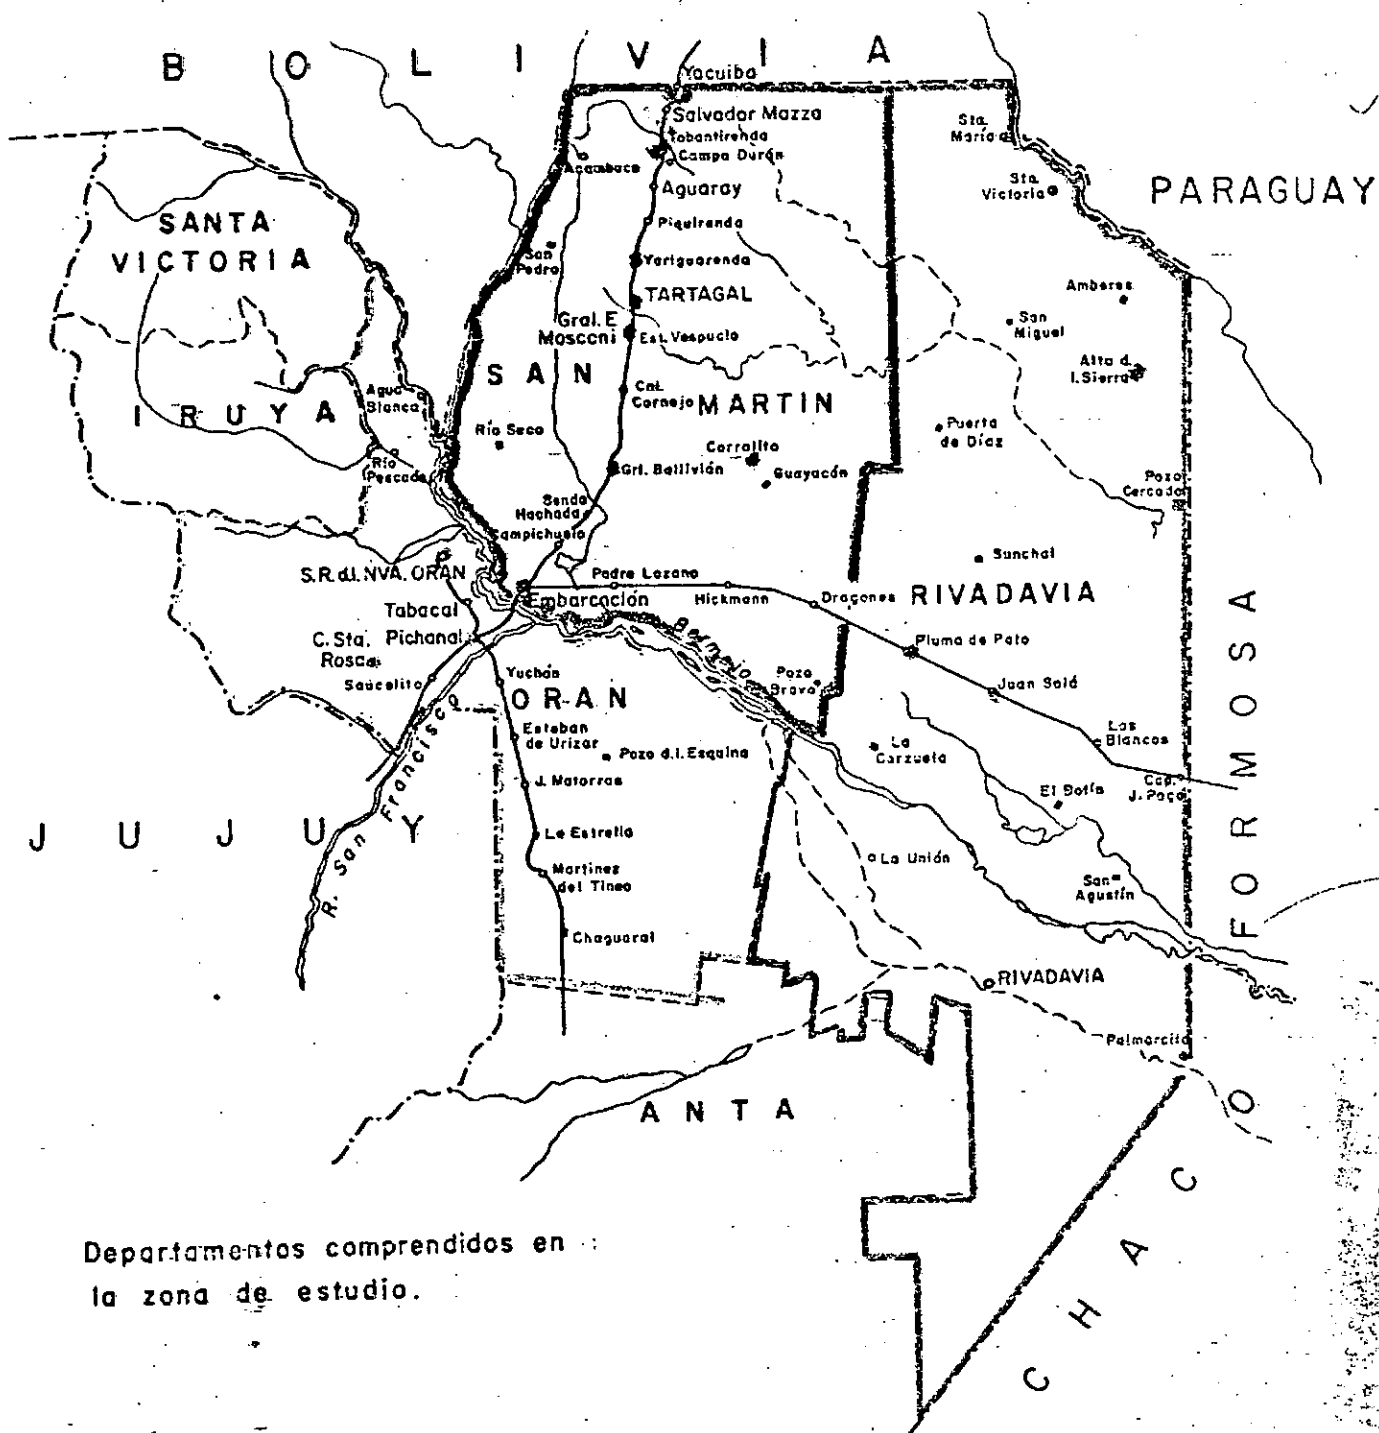 BOLIVIA
Yacuiba
Salvador Mazza
Tobantirenda
Campo Durán
Acambuco
Aguaray
Sta.
María
Sta.
Victoria
PARAGUAY
SANTA
VICTORIA
Piquirenda
San
Pedro
Yariguarenda
TARTAGAL
Amberes
Gral. E
Mosconi
Est. Vespucio
San
Miguel
SAN
MARTIN
Alto d.
l. Sierra
Agua
Blanca
Cnl.
Cornejo
IRUYA
Río Seco
Corralito
Puerta
de Díaz
Río
Pescado
Grl. Ballivián
Guayacán
Pozo
Cercado
Senda
Hachada
Campichuelo
Sunchal
S.R.d.l. NVA. ORAN
Padre Lozano
Hickmann
Dragones
RIVADAVIA
Tabacal
Embarcación
C. Sta.
Rosa
Pichanal
Bermejo
Pluma de Pato
FORMOSA
Yuchán
Saucelito
ORAN
Pozo
Bravo
Juan Solá
Esteban
de Urizar
Pozo d.l. Esquina
La
Corzuela
Los
Blancos
R. San Francisco
J. Matorras
Cap.
J. Pagé
El Sotín
JUJUY
La Estrella
La Unión
Martinez
del Tineo
San
Agustín
Chaguaral
RIVADAVIA
Palmarcito
ANTA
CHACO
Departamentos comprendidos en
la zona de estudio.